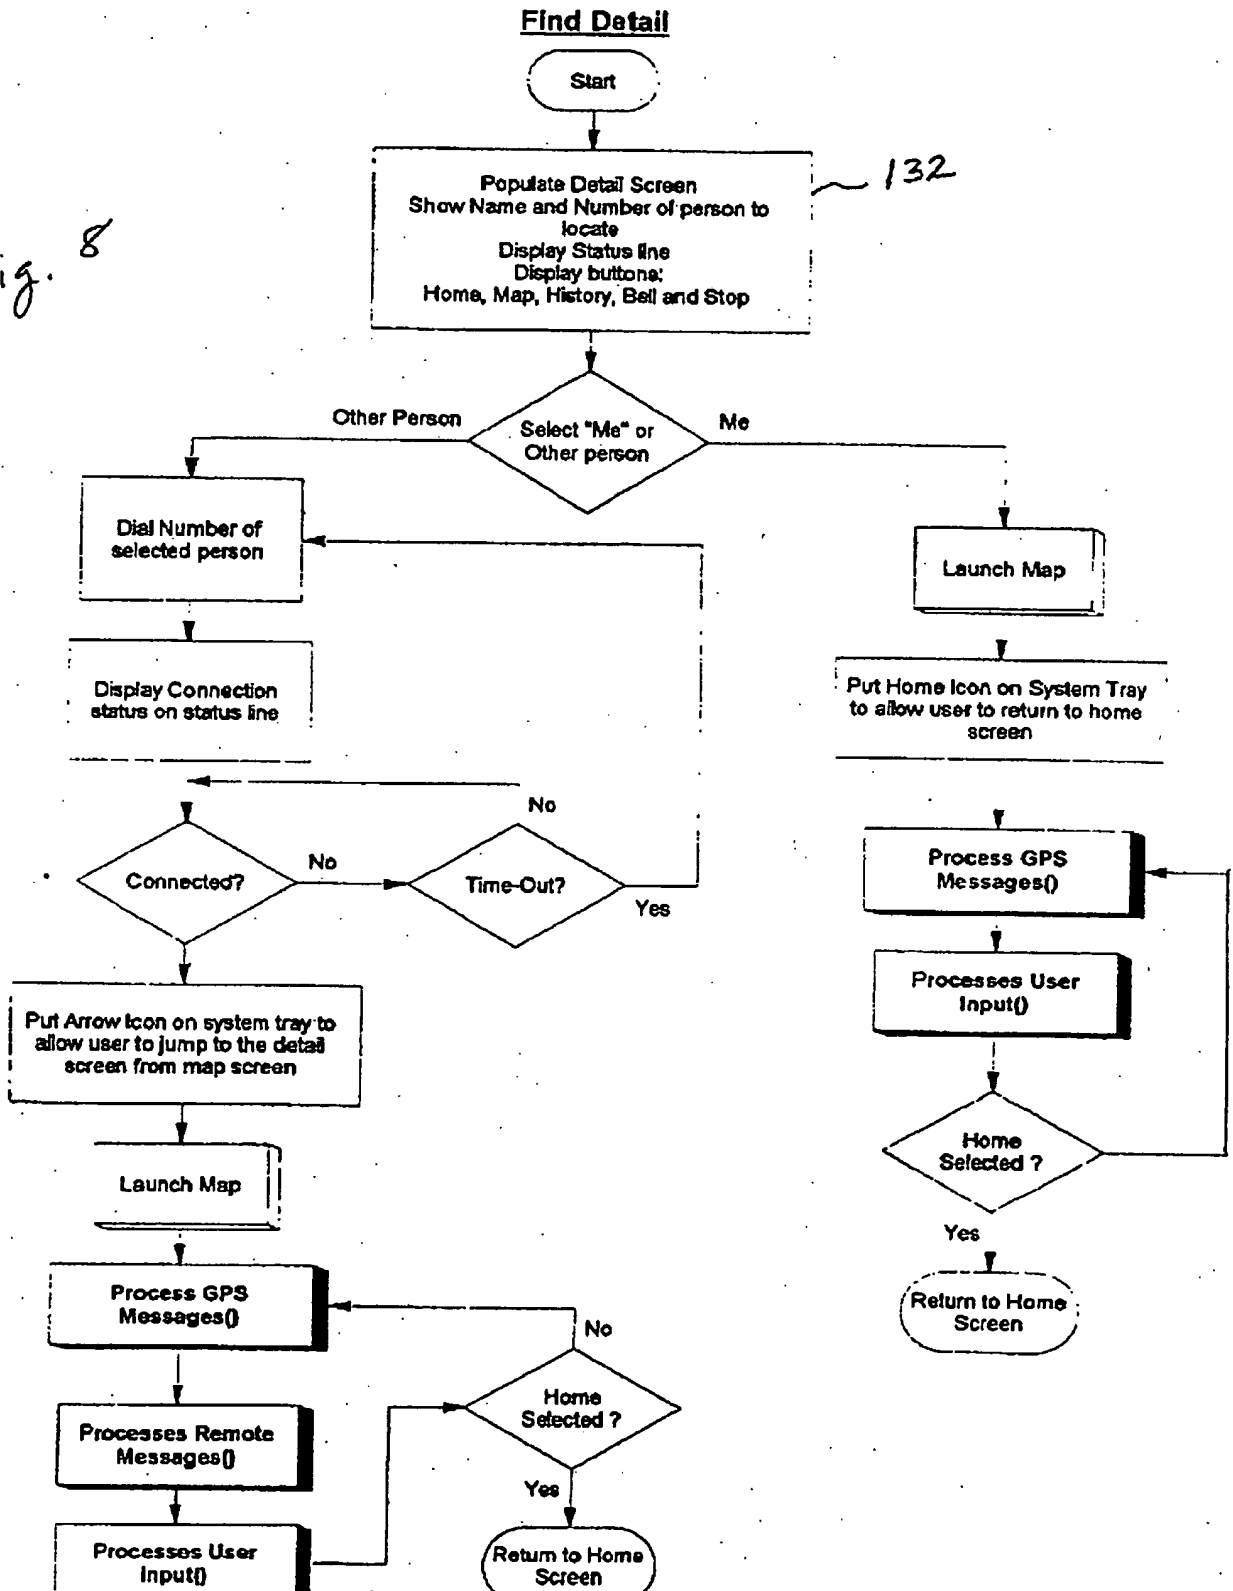 Find Detail
Start
132
Populate Detail Screen
Show Name and Number of person to
locate
Display Status line
Display buttons:
Home, Map, History, Bell and Stop
ig. 8
Other Person
Select "Me" or
Other person
Me
Dial Number of
selected person
Launch Map
Display Connection
status on status line
Put Home Icon on System Tray
to allow user to return to home
screen
No
Connected?
No
Time-Out?
Yes
Process GPS
Messages()
Processes User
Input()
Put Arrow Icon on system tray to
allow user to jump to the detail
screen from map screen
Home
Selected ?
Launch Map
Yes
Return to Home
Screen
Process GPS
Messages()
No
Home
Selected ?
Processes Remote
Messages()
Yes
Processes User
Input()
Return to Home
Screen